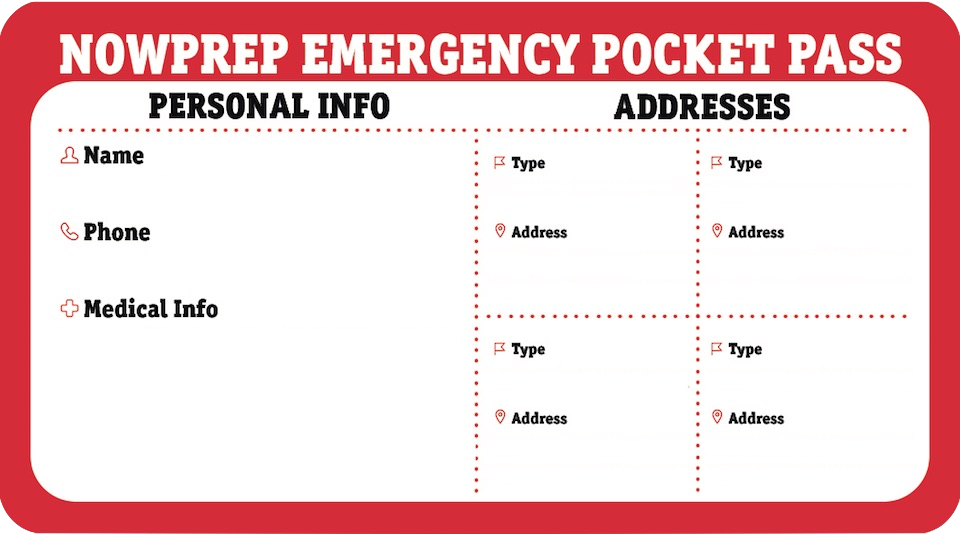 NOWPREP EMERGENCY POCKET PASS
PERSONAL INFO
Name
Phone
Medical Info
ADDRESSES
Type
Address
Type
Address
Type
Address
Type
Address